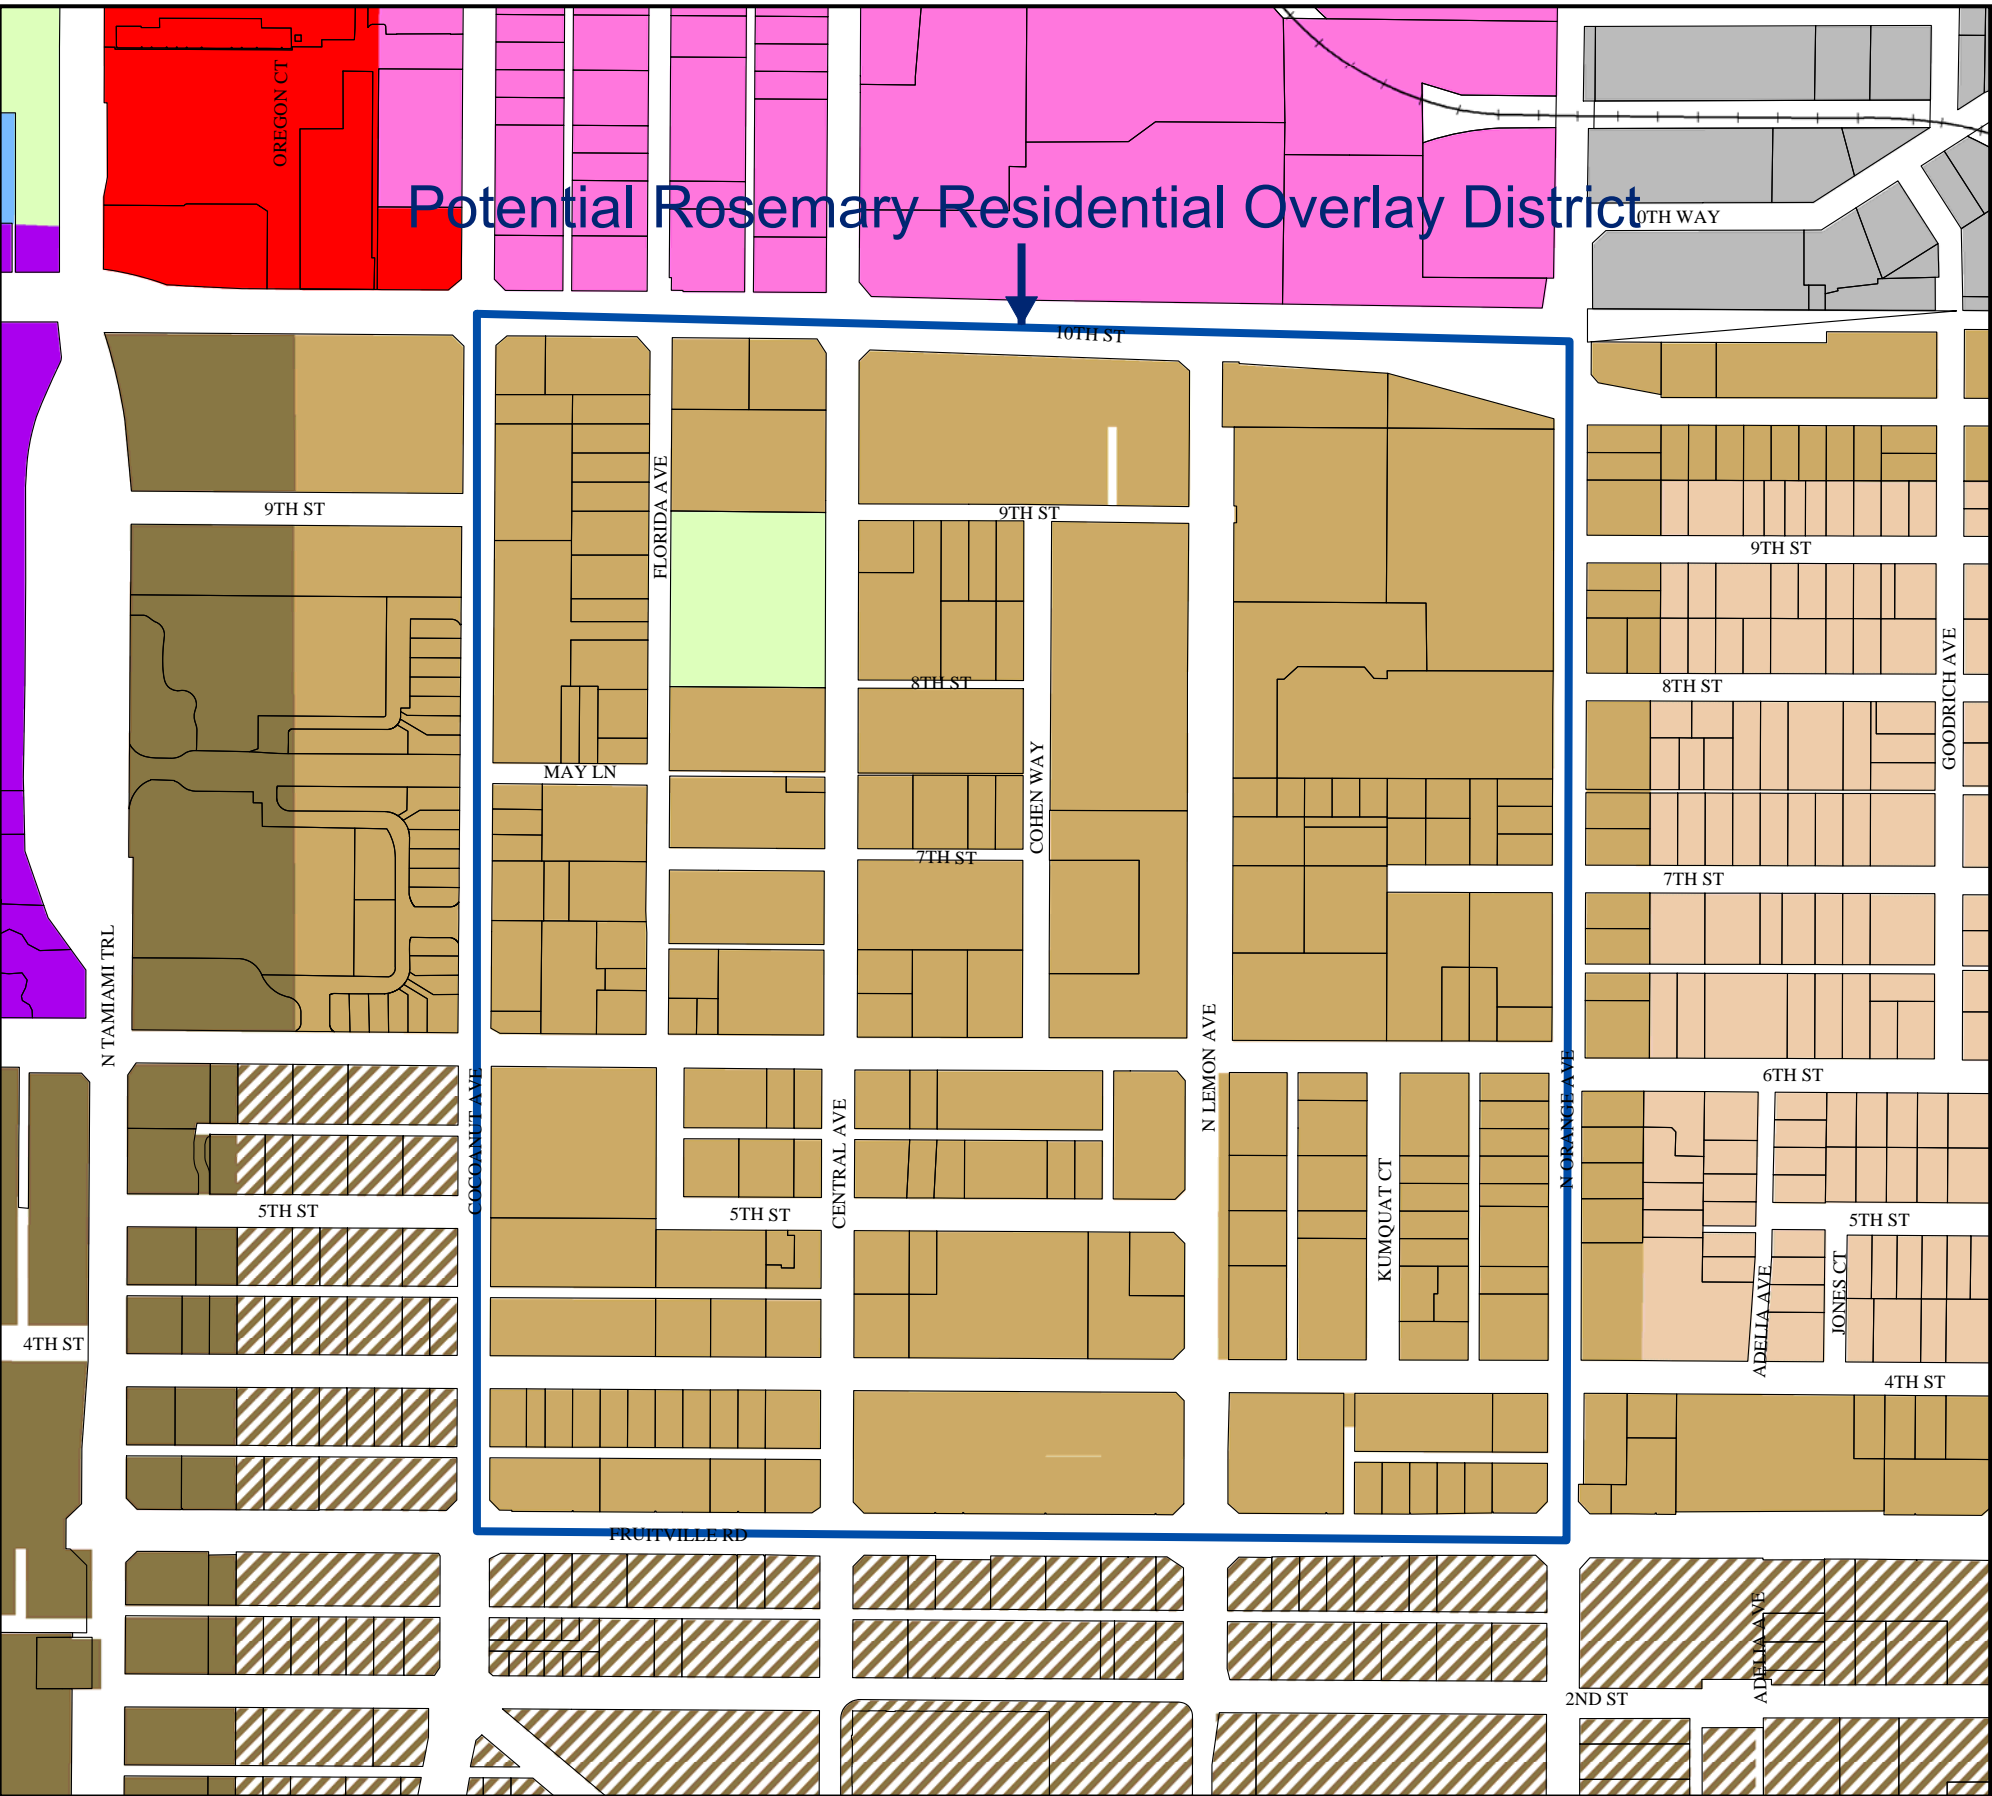 OREGON CT
Potential Rosemary Residential Overlay District
0TH WAY
10TH ST
9TH ST
FLORIDA AVE
9TH ST
9TH ST
8TH ST
8TH ST
GOODRICH AVE
MAY LN
COHEN WAY
7TH ST
7TH ST
N TAMIAMI TRL
N LEMON AVE
6TH ST
COCOANUT AVE
CENTRAL AVE
N ORANGE AVE
KUMQUAT CT
5TH ST
5TH ST
5TH ST
ADELIA AVE
JONES CT
4TH ST
4TH ST
FRUITVILLE RD
ADELIA AVE
2ND ST